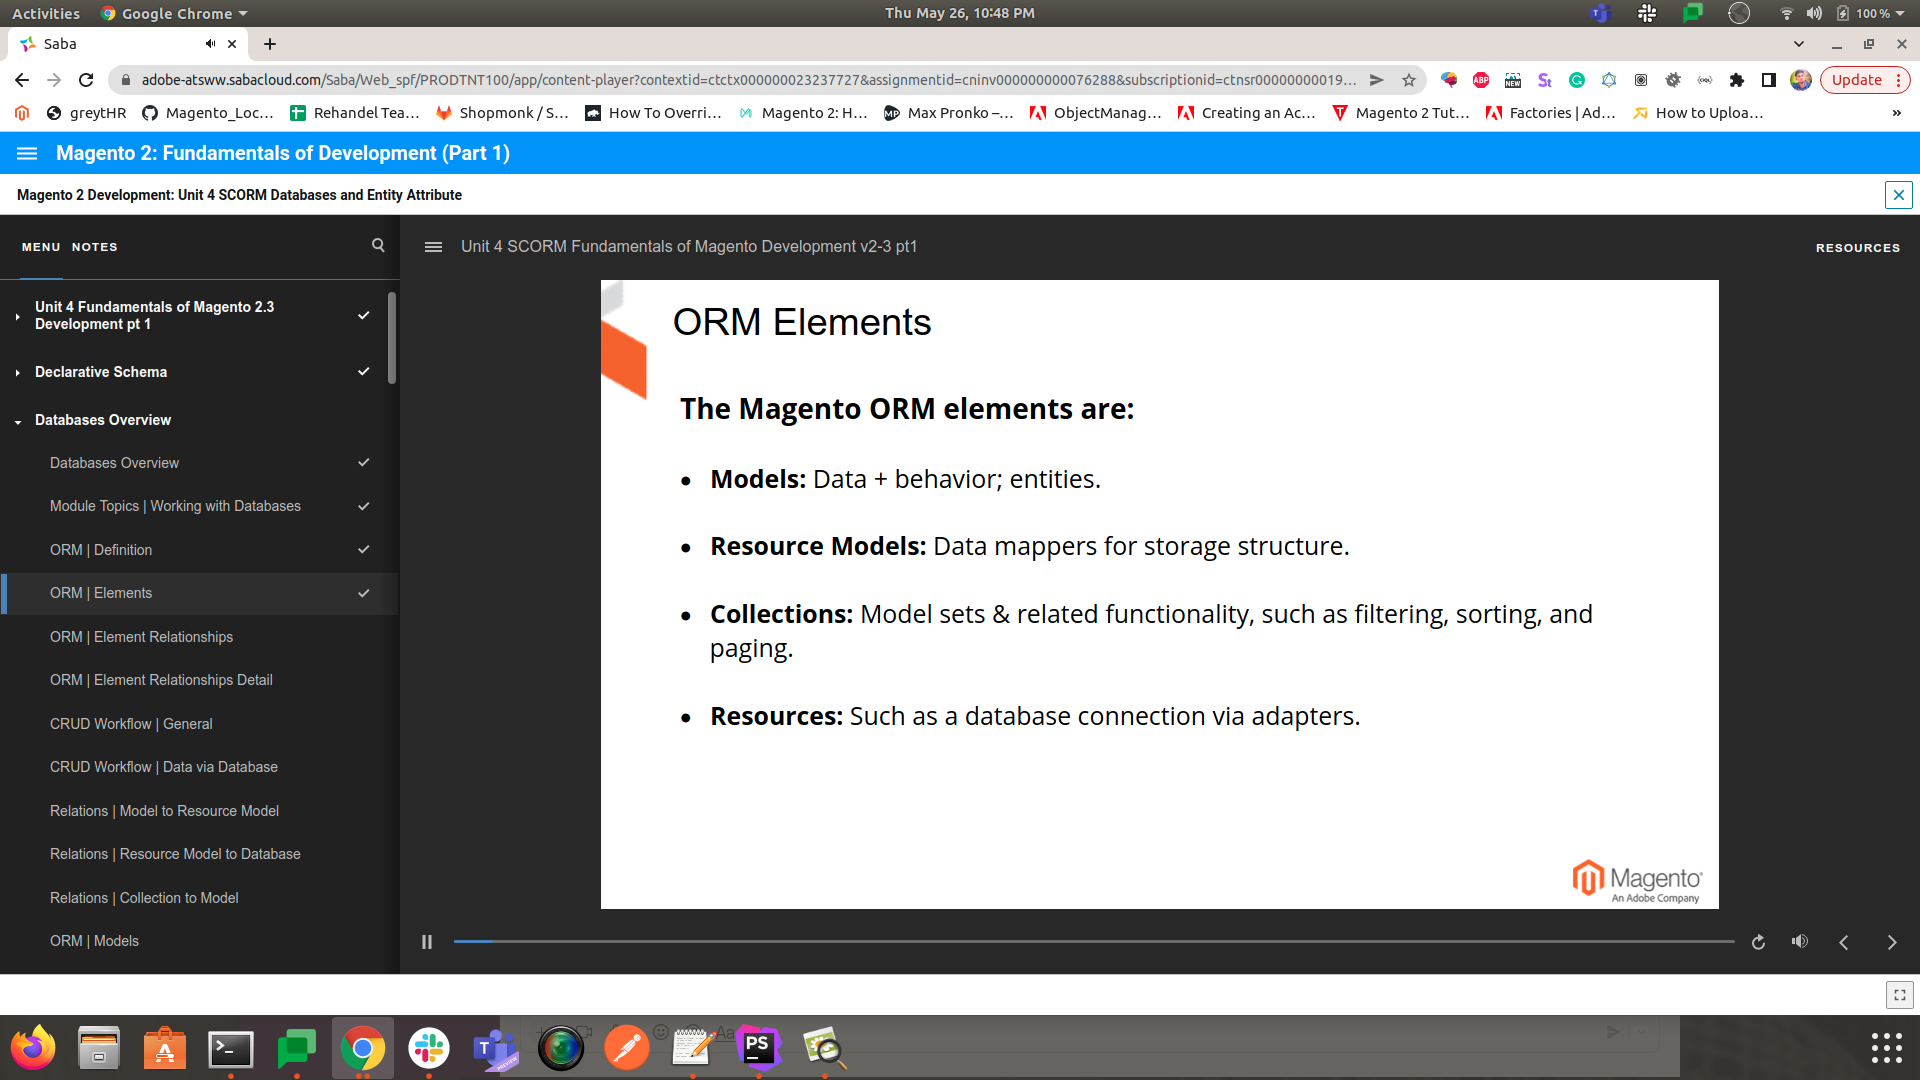 Activities
Google Chrome
Thu May 26, 10:48 PM
100 %
Saba
adobe-atsww.sabacloud.com/Saba/Web_spf/PRODTNT100/app/content-player?contextid=ctctx000000023237727&assignmentid=cninv000000000076288&subscriptionid=ctnsr00000000019...
ABP
NEW
Update
greytHR
Magento_Loc...
Rehandel Tea...
Shopmonk / S...
How To Overri...
Magento 2: H...
Max Pronko –...
ObjectManag...
Creating an Ac...
Magento 2 Tut...
Factories | Ad...
How to Uploa...
»
Magento 2: Fundamentals of Development (Part 1)
Magento 2 Development: Unit 4 SCORM Databases and Entity Attribute
MENU NOTES
Unit 4 SCORM Fundamentals of Magento Development v2-3 pt1
RESOURCES
Unit 4 Fundamentals of Magento 2.3
Development pt 1
Declarative Schema
Databases Overview
Databases Overview
Module Topics | Working with Databases
ORM | Definition
ORM | Elements
ORM | Element Relationships
ORM | Element Relationships Detail
CRUD Workflow | General
CRUD Workflow | Data via Database
Relations | Model to Resource Model
Relations | Resource Model to Database
Relations | Collection to Model
ORM | Models
ORM Elements
The Magento ORM elements are:
• Models: Data + behavior; entities.
• Resource Models: Data mappers for storage structure.
• Collections: Model sets & related functionality, such as filtering, sorting, and
paging.
• Resources: Such as a database connection via adapters.
Magento
An Adobe Company
PS